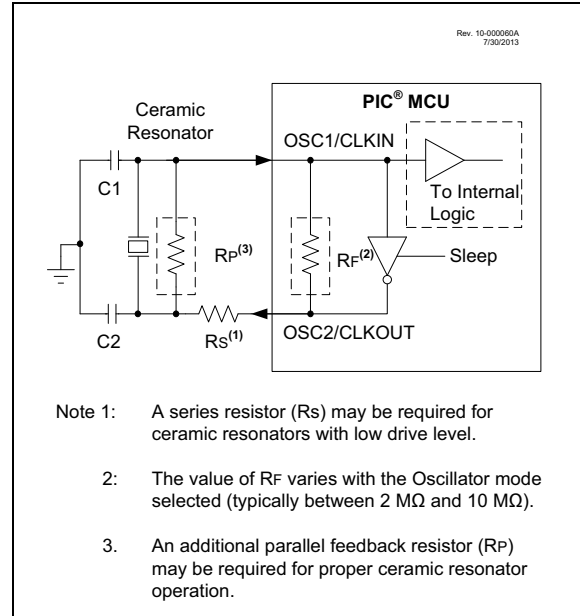 Rev. 10-000060A
7/30/2013
PIC® MCU
Ceramic
Resonator
OSC1/CLKIN
C1
To Internal
Logic
RP(3)
RF(2)
Sleep
C2
RS(1)
OSC2/CLKOUT
Note 1: A series resistor (Rs) may be required for
ceramic resonators with low drive level.
2: The value of RF varies with the Oscillator mode
selected (typically between 2 MΩ and 10 MΩ).
3. An additional parallel feedback resistor (RP)
may be required for proper ceramic resonator
operation.